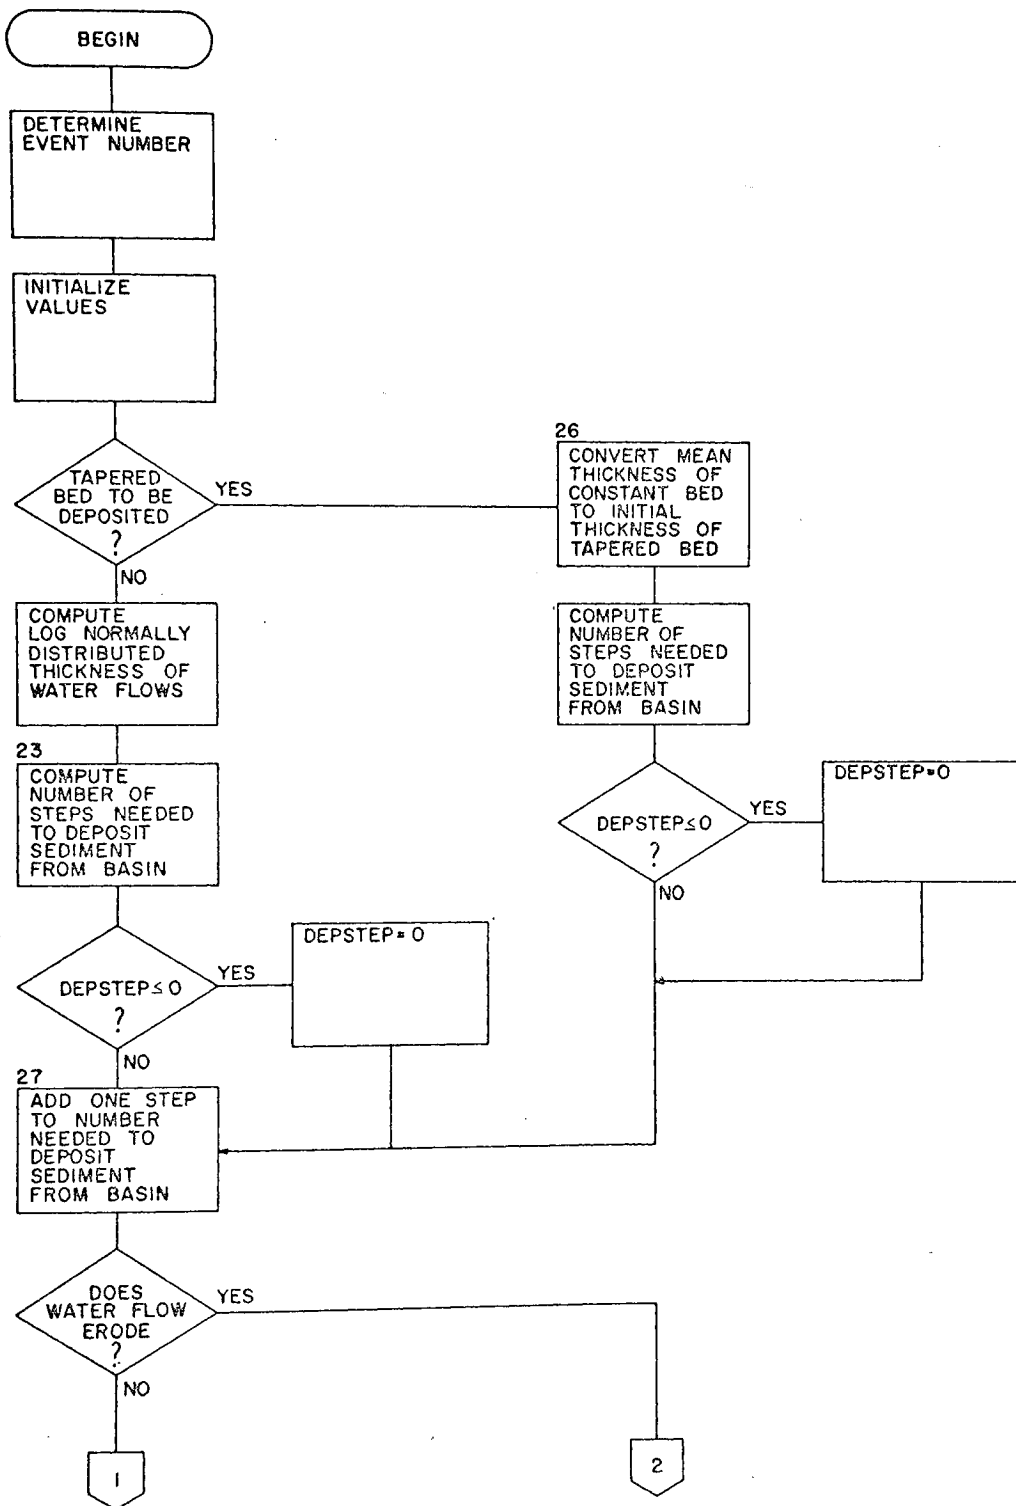 BEGIN
DETERMINE
EVENT NUMBER
INITIALIZE
VALUES
TAPERED
BED TO BE
DEPOSITED
?
YES
NO
26
CONVERT MEAN
THICKNESS OF
CONSTANT BED
TO INITIAL
THICKNESS OF
TAPERED BED
COMPUTE
LOG NORMALLY
DISTRIBUTED
THICKNESS OF
WATER FLOWS
COMPUTE
NUMBER OF
STEPS NEEDED
TO DEPOSIT
SEDIMENT
FROM BASIN
23
COMPUTE
NUMBER OF
STEPS NEEDED
TO DEPOSIT
SEDIMENT
FROM BASIN
DEPSTEP≤0
?
YES
NO
DEPSTEP=0
DEPSTEP≤0
?
YES
NO
DEPSTEP=0
27
ADD ONE STEP
TO NUMBER
NEEDED TO
DEPOSIT
SEDIMENT
FROM BASIN
DOES
WATER FLOW
ERODE
?
YES
NO
1
2